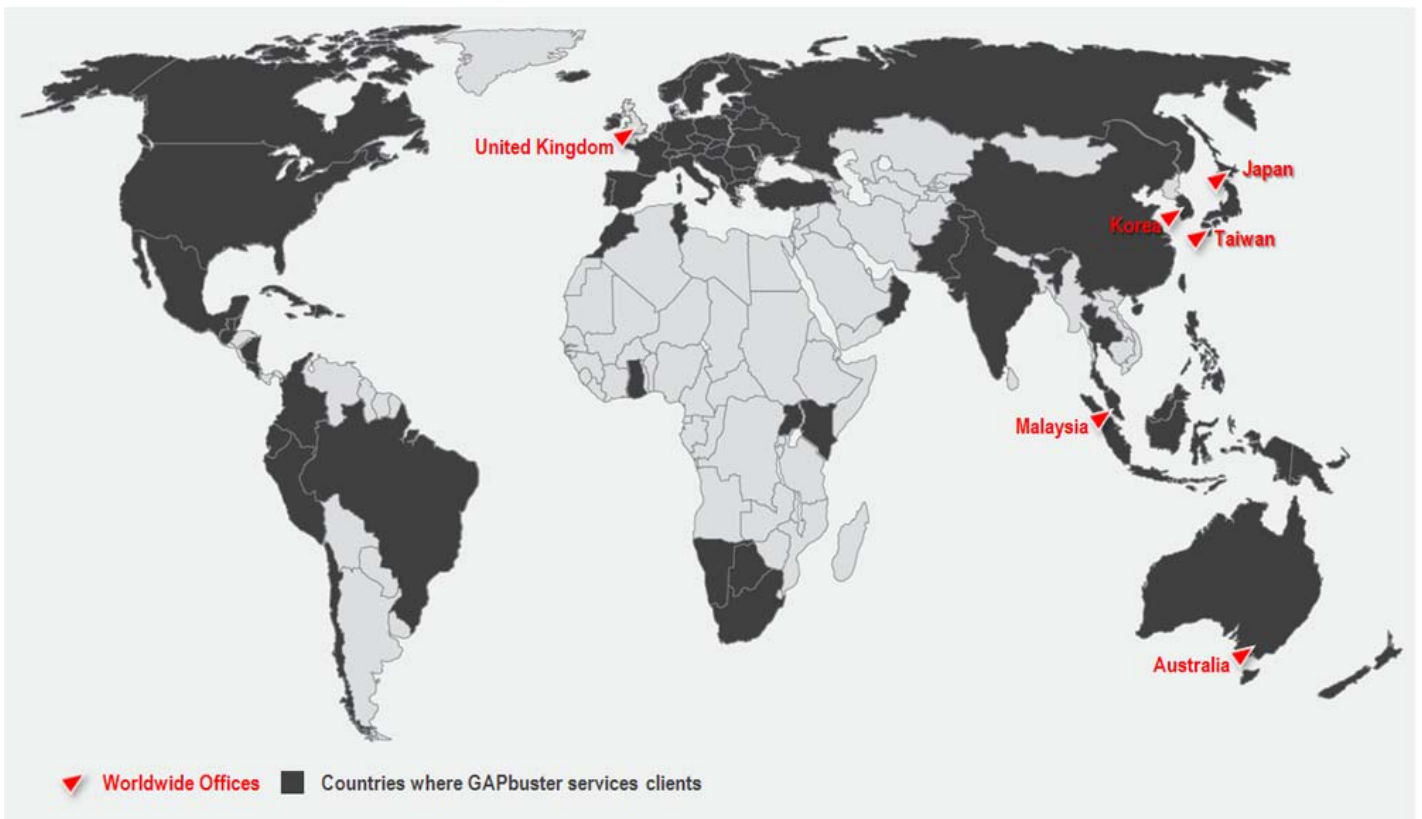 United Kingdom
Japan
Korea
Taiwan
Malaysia
Australia
Worldwide Offices
Countries where GAPbuster services clients